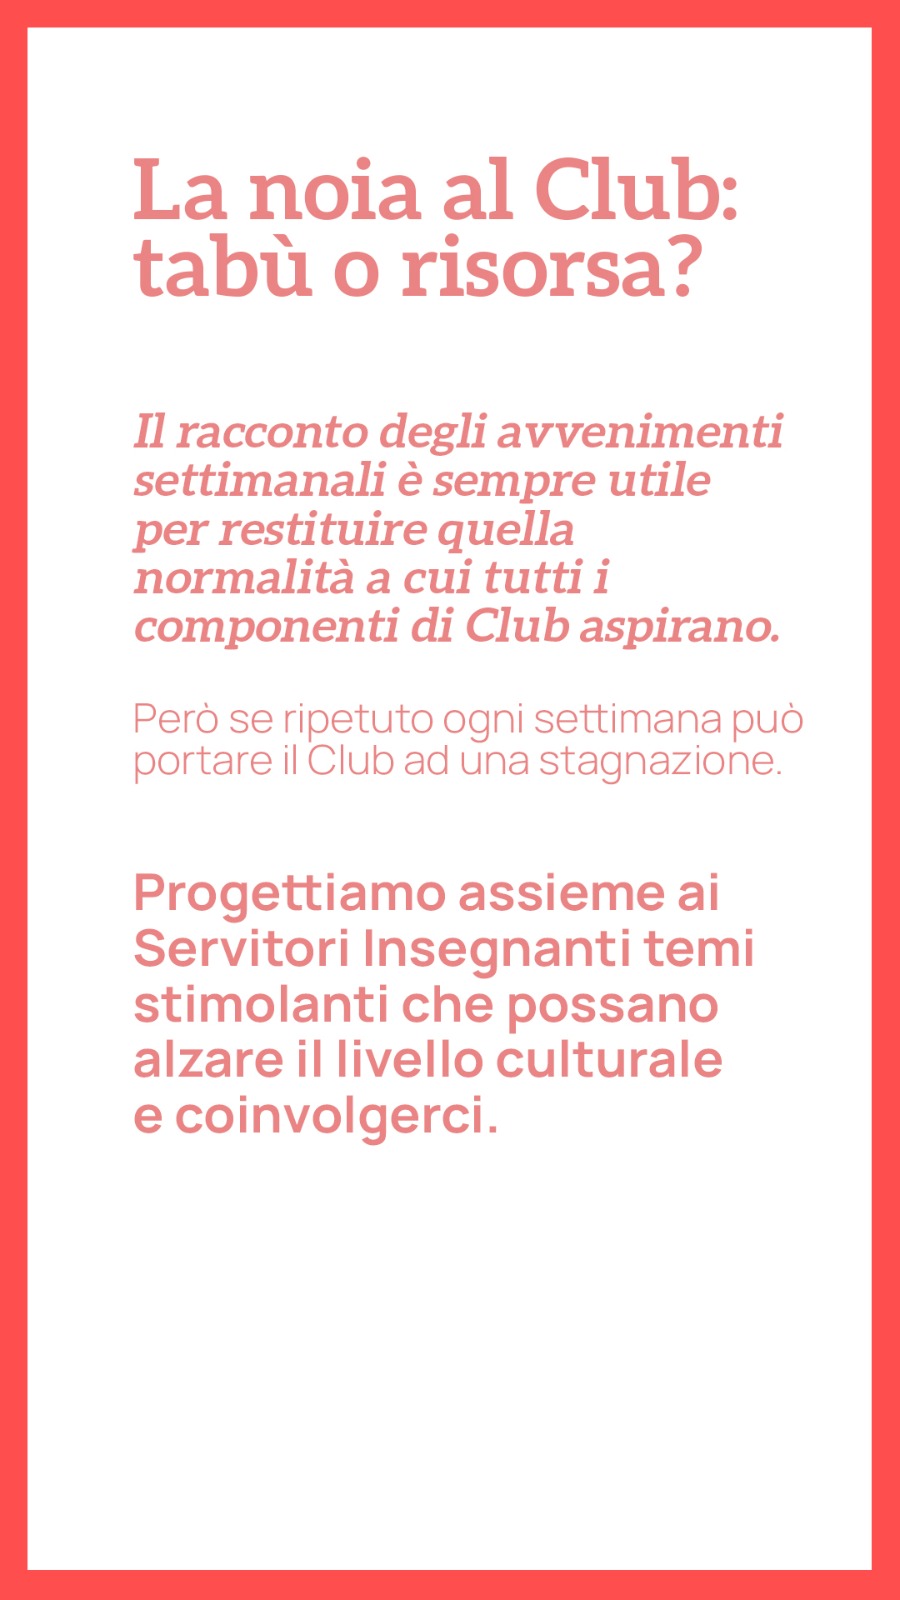 La noia al Club:
tabù o risorsa?
Il racconto degli avvenimenti
settimanali è sempre utile
per restituire quella
normalità a cui tutti i
componenti di Club aspirano.
Però se ripetuto ogni settimana può
portare il Club ad una stagnazione.
Progettiamo assieme ai
Servitori Insegnanti temi
stimolanti che possano
alzare il livello culturale
e coinvolgerci.